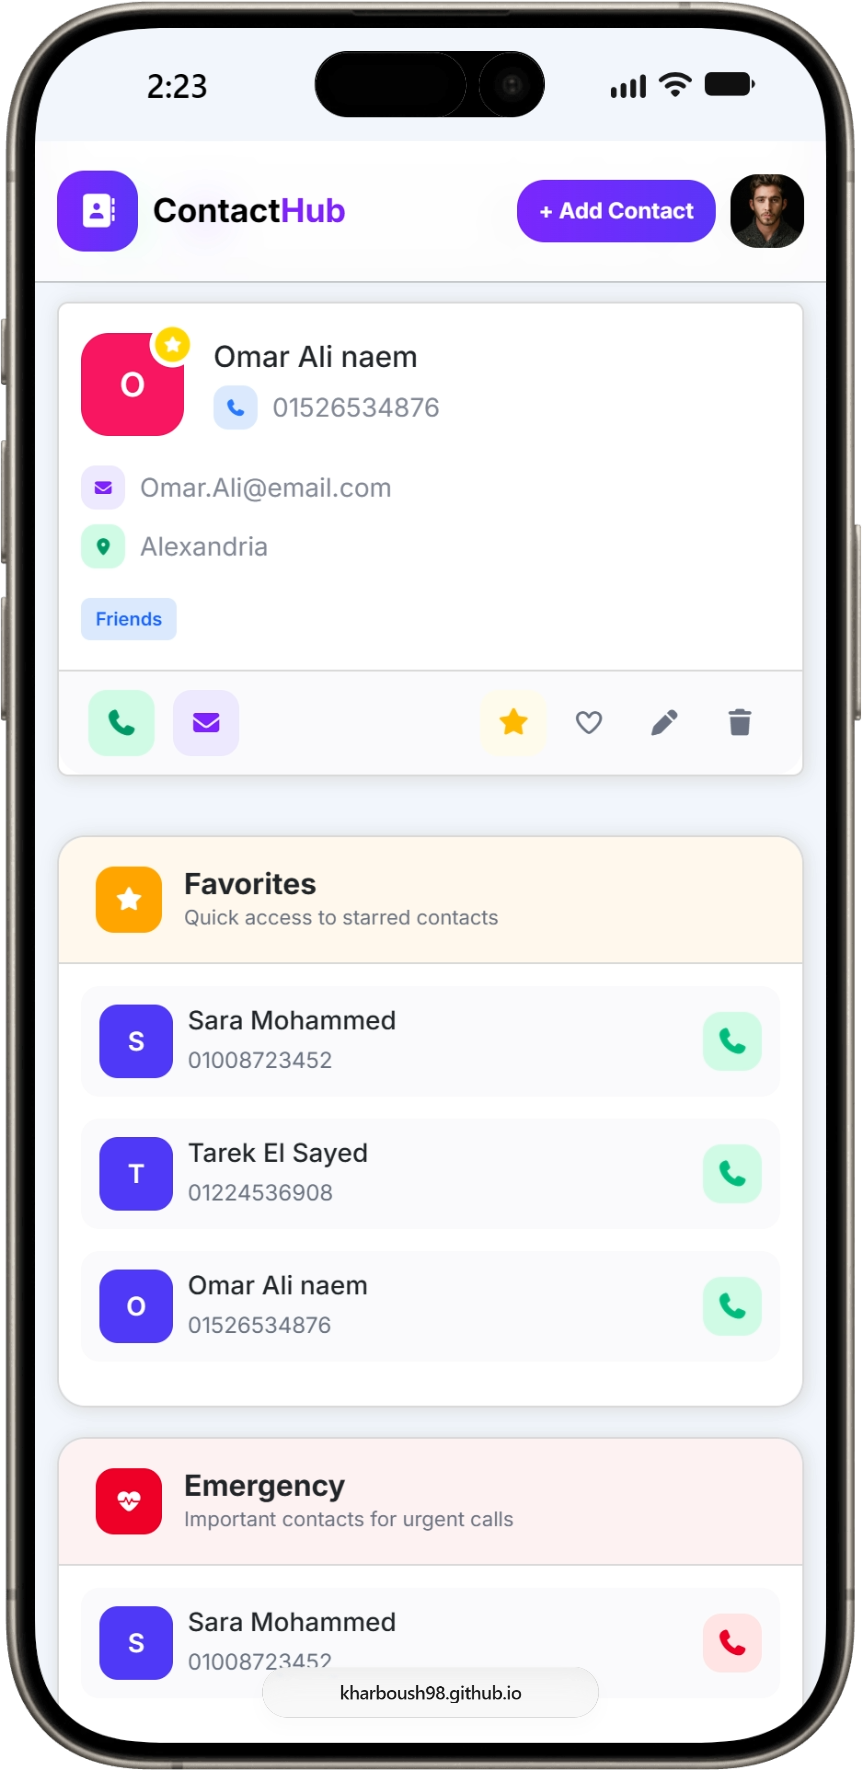 2:23
ContactHub
+ Add Contact
O
Omar Ali naem
01526534876
Omar.Ali@email.com
Alexandria
Friends
Favorites
Quick access to starred contacts
S
Sara Mohammed
01008723452
T
Tarek El Sayed
01224536908
O
Omar Ali naem
01526534876
Emergency
Important contacts for urgent calls
S
Sara Mohammed
01008723452
kharboush98.github.io